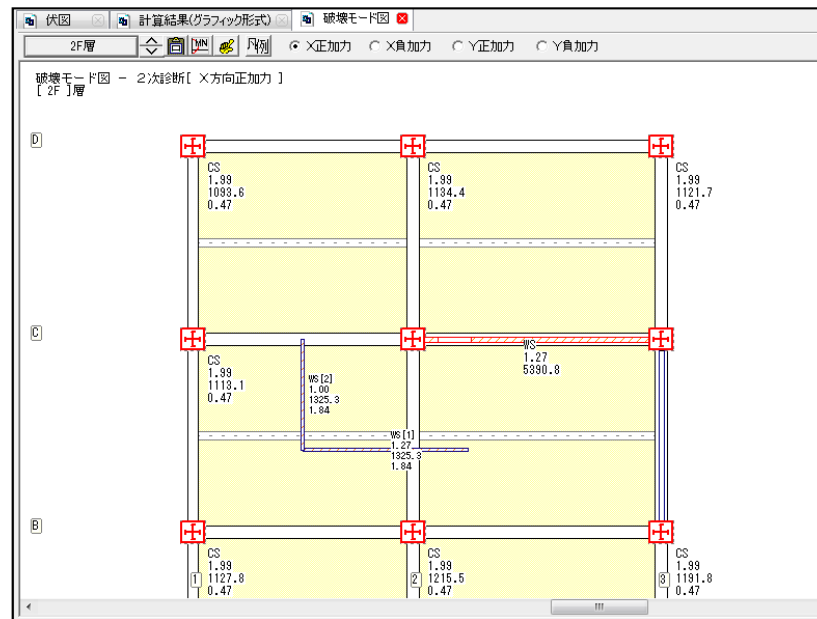 伏図
計算結果(グラフィック形式)
破壊モード図
2F層
MN
凡例
X正加力
X負加力
Y正加力
Y負加力
破壊モード図 - 2次診断[ X方向正加力 ]
[ 2F ]層
D
CS
1.99
1093.6
0.47
CS
1.99
1134.4
0.47
CS
1.99
1121.7
0.47
C
CS
1.99
1113.1
0.47
WS[2]
1.00
1325.3
1.84
WS
1.27
5390.8
WS[1]
1.27
1325.3
1.84
B
CS
1.99
1127.8
0.47
CS
1.99
1215.5
0.47
CS
1.99
1191.8
0.47
1
2
3